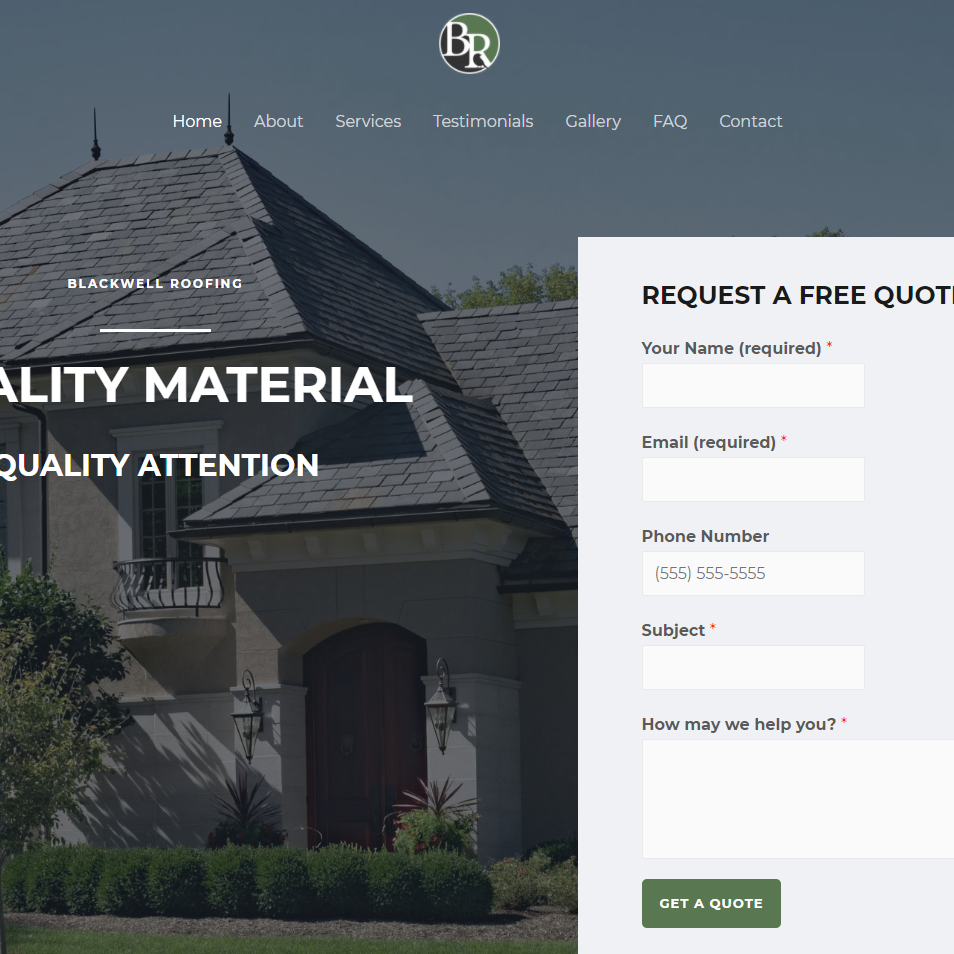 BR
Home About Services Testimonials Gallery FAQ Contact
BLACKWELL ROOFING
ALITY MATERIAL
QUALITY ATTENTION
REQUEST A FREE QUOTE
Your Name (required) *
Email (required) *
Phone Number
(555) 555-5555
Subject *
How may we help you? *
GET A QUOTE